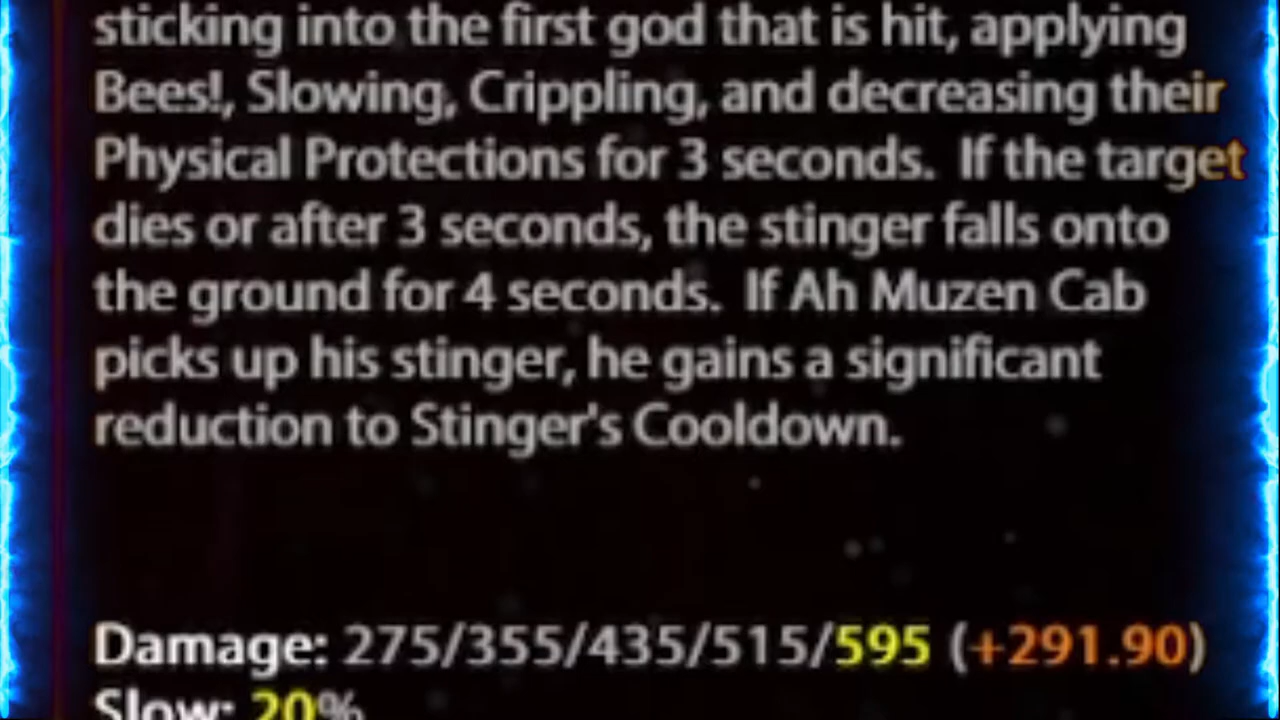 sticking into the first god that is hit, applying
Bees!, Slowing, Crippling, and decreasing their
Physical Protections for 3 seconds.  If the target
dies or after 3 seconds, the stinger falls onto
the ground for 4 seconds.  If Ah Muzen Cab
picks up his stinger, he gains a significant
reduction to Stinger's Cooldown.
Damage: 275/355/435/515/595 (+291.90)
Slow: 20%